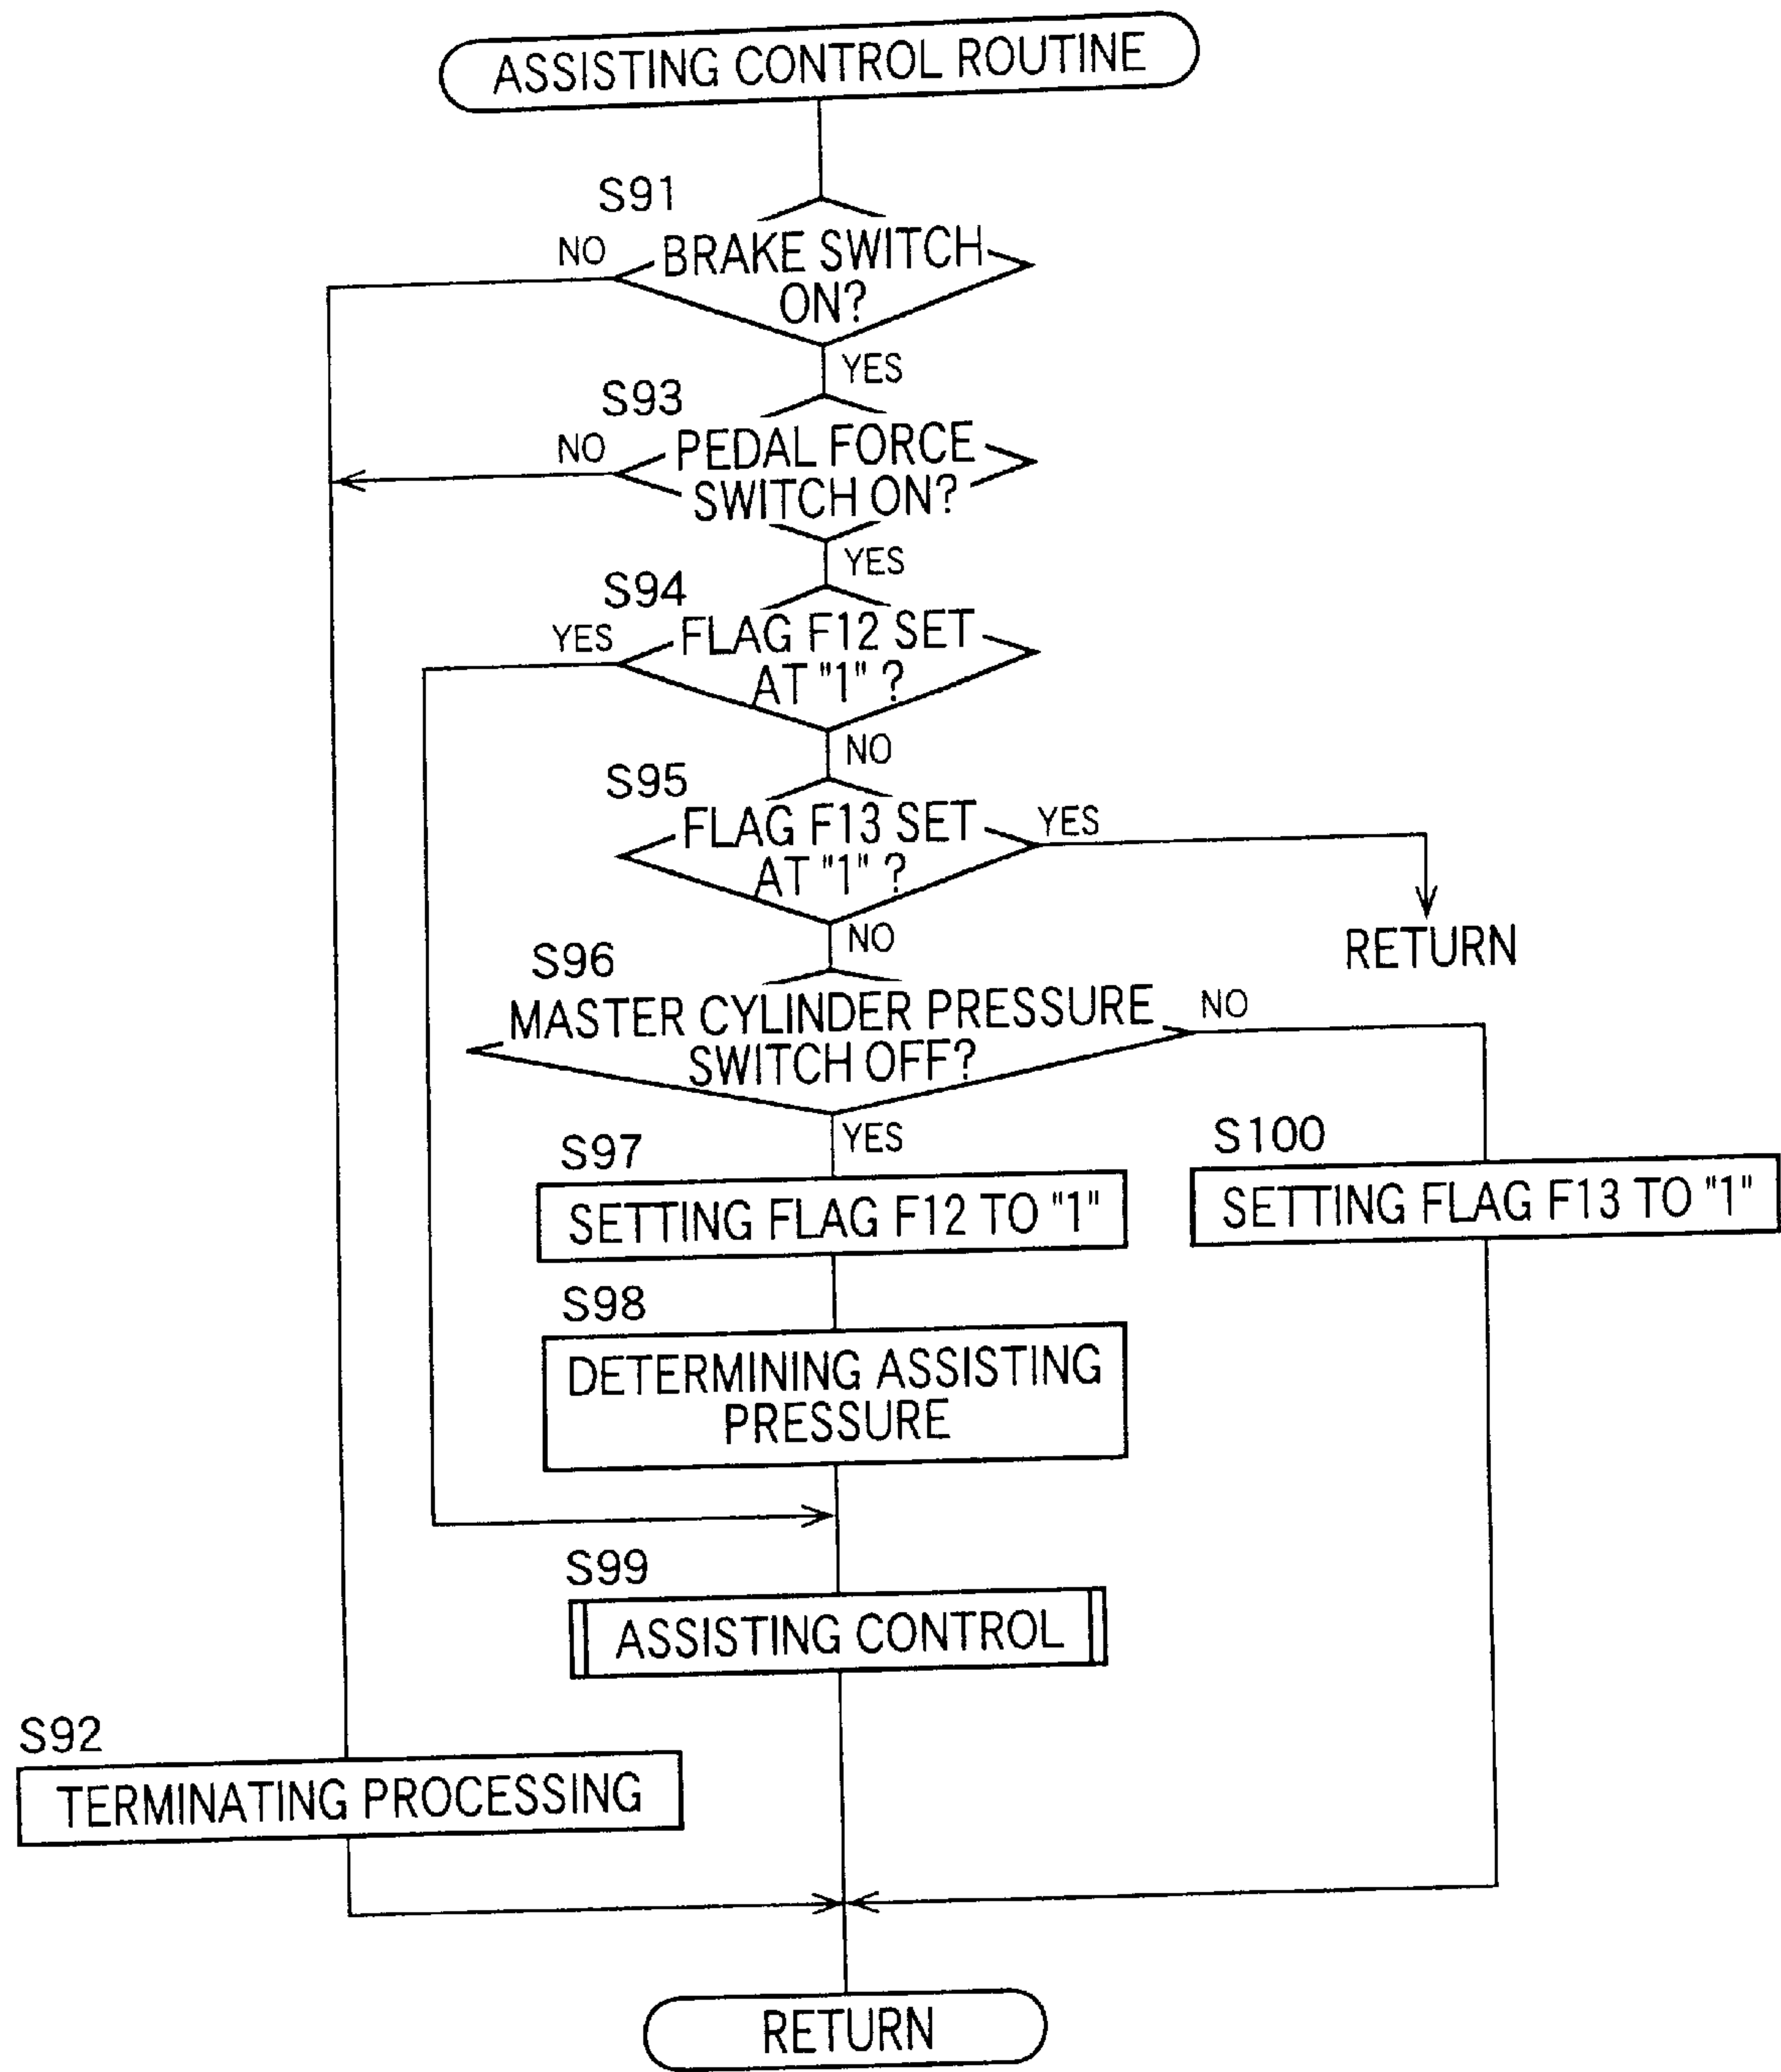 ASSISTING CONTROL ROUTINE
S91
NO
BRAKE SWITCH
ON?
YES
S93
NO
PEDAL FORCE
SWITCH ON?
YES
S94
YES
FLAG F12 SET
AT "1" ?
NO
S95
FLAG F13 SET
AT "1" ?
YES
RETURN
NO
S96
MASTER CYLINDER PRESSURE
SWITCH OFF?
NO
YES
S97
SETTING FLAG F12 TO "1"
S100
SETTING FLAG F13 TO "1"
S98
DETERMINING ASSISTING
PRESSURE
S99
ASSISTING CONTROL
S92
TERMINATING PROCESSING
RETURN